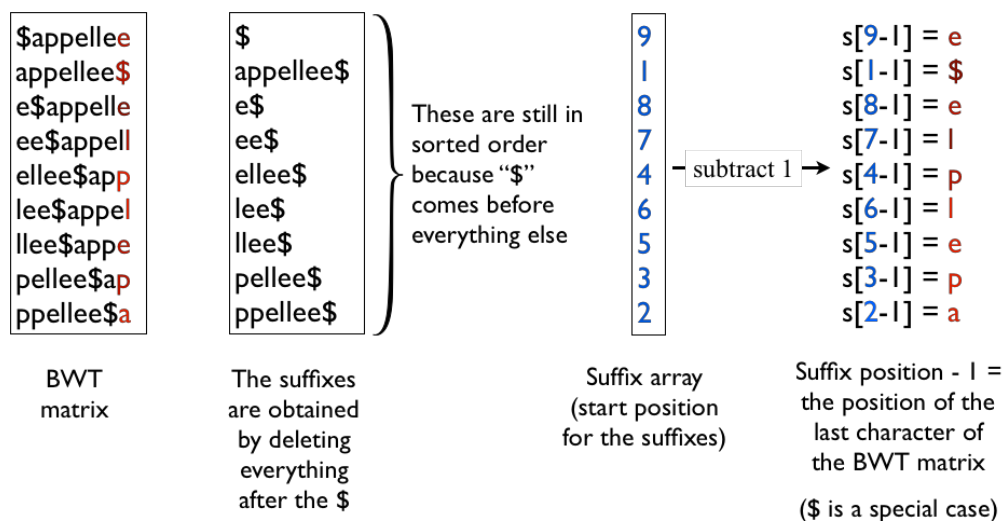 $appellee
appellee$
e$appelle
ee$appell
ellee$app
lee$appel
llee$appe
pellee$ap
ppellee$a
BWT
matrix
$
appellee$
e$
ee$
ellee$
lee$
llee$
pellee$
ppellee$
The suffixes
are obtained
by deleting
everything
after the $
These are still in
sorted order
because “$”
comes before
everything else
9
1
8
7
4
6
5
3
2
Suffix array
(start position
for the suffixes)
subtract 1
s[9-1] = e
s[1-1] = $
s[8-1] = e
s[7-1] = l
s[4-1] = p
s[6-1] = l
s[5-1] = e
s[3-1] = p
s[2-1] = a
Suffix position - 1 =
the position of the
last character of
the BWT matrix
($ is a special case)